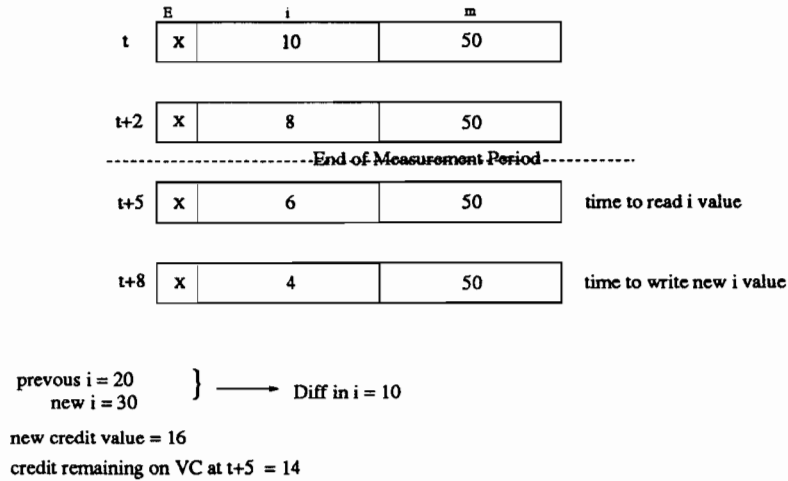 E i m
t X 10 50
t+2 X 8 50
End of Measurement Period
t+5 X 6 50 time to read i value
t+8 X 4 50 time to write new i value
prevous i = 20
new i = 30
} Diff in i = 10
new credit value = 16
credit remaining on VC at t+5 = 14